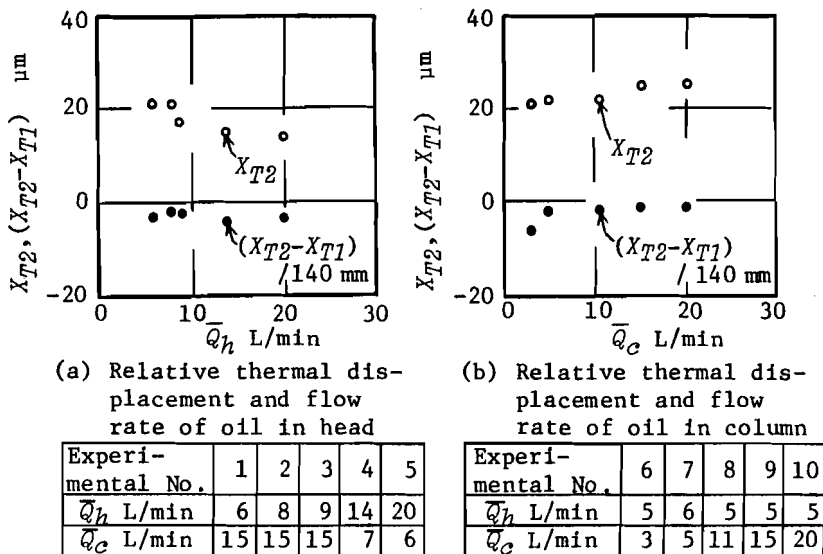 40
20
0
-20
X_T2, (X_T2-X_T1) μm
X_T2
(X_T2-X_T1)
/140 mm
0 10 20 30
Q̅_h L/min
(a) Relative thermal dis-
placement and flow
rate of oil in head
Experi-
mental No. 1 2 3 4 5
Q̅_h L/min 6 8 9 14 20
Q̅_c L/min 15 15 15 7 6
40
20
0
-20
X_T2, (X_T2-X_T1) μm
X_T2
(X_T2-X_T1)
/140 mm
0 10 20 30
Q̅_c L/min
(b) Relative thermal dis-
placement and flow
rate of oil in column
Experi-
mental No. 6 7 8 9 10
Q̅_h L/min 5 6 5 5 5
Q̅_c L/min 3 5 11 15 20